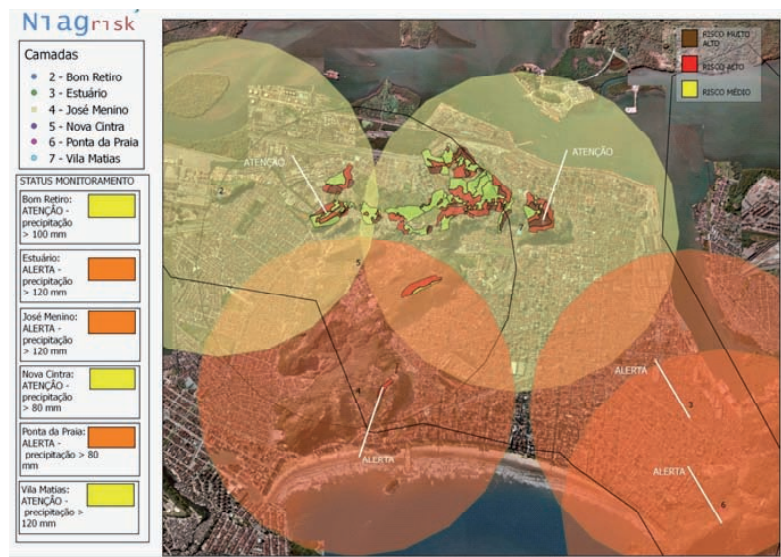 Niagrisk
Camadas
2 - Bom Retiro
3 - Estuário
4 - José Menino
5 - Nova Cintra
6 - Ponta da Praia
7 - Vila Matias
STATUS MONITORAMENTO
Bom Retiro:
ATENÇÃO -
precipitação
> 100 mm
Estuário:
ALERTA -
precipitação
> 120 mm
José Menino:
ALERTA -
precipitação
> 120 mm
Nova Cintra:
ATENÇÃO -
precipitação
> 80 mm
Ponta da Praia:
ALERTA -
precipitação > 80
mm
Vila Matias:
ATENÇÃO -
precipitação >
120 mm
RISCO MUITO
ALTO
RISCO ALTO
RISCO MÉDIO
ATENÇÃO
ATENÇÃO
2
7
5
ALERTA
4
3
ALERTA
ALERTA
6